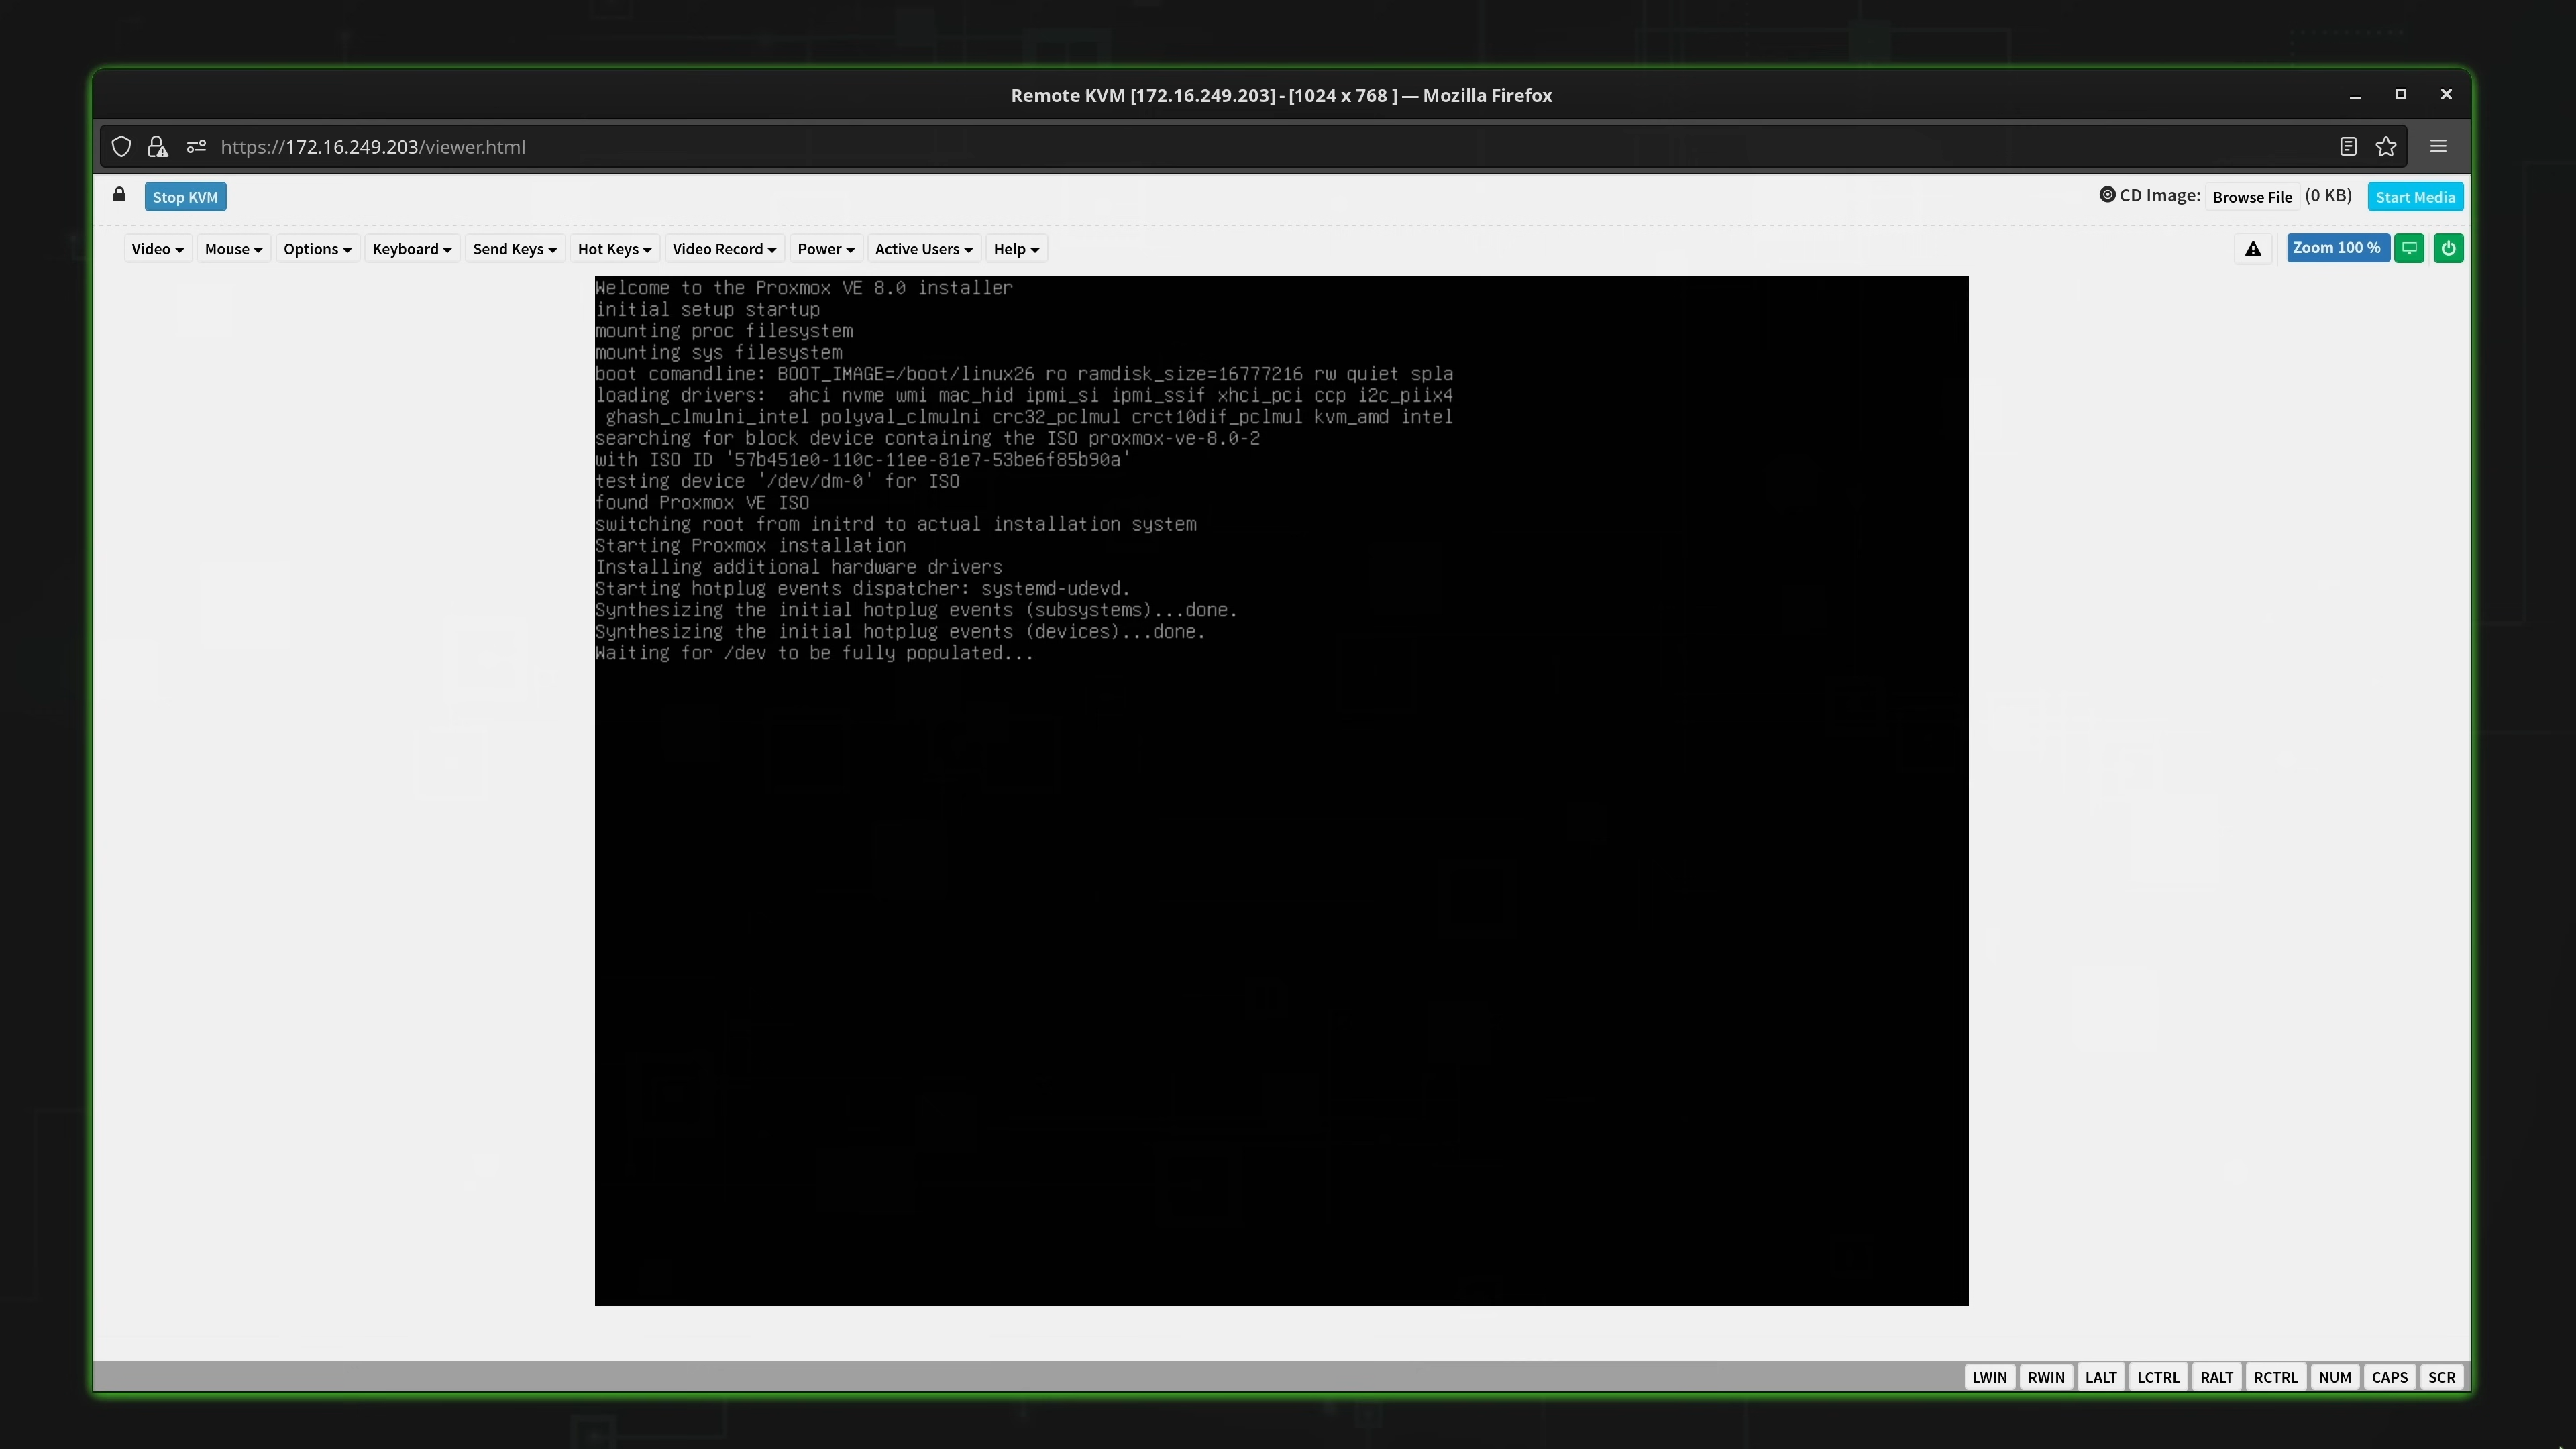 Remote KVM [172.16.249.203] - [1024 x 768 ] — Mozilla Firefox
https://172.16.249.203/viewer.html
Stop KVM
CD Image: Browse File (0 KB) Start Media
Video Mouse Options Keyboard Send Keys Hot Keys Video Record Power Active Users Help Zoom 100 %
Welcome to the Proxmox VE 8.0 installer
initial setup startup
mounting proc filesystem
mounting sys filesystem
boot comandline: BOOT_IMAGE=/boot/linux26 ro ramdisk_size=16777216 rw quiet spla
loading drivers:  ahci nvme wmi mac_hid ipmi_si ipmi_ssif xhci_pci ccp i2c_piix4
ghash_clmulni_intel polyval_clmulni crc32_pclmul crct10dif_pclmul kvm_amd intel
searching for block device containing the ISO proxmox-ve-8.0-2
with ISO ID '57b451e0-110c-11ee-81e7-53be6f85b90a'
testing device '/dev/dm-0' for ISO
found Proxmox VE ISO
switching root from initrd to actual installation system
Starting Proxmox installation
Installing additional hardware drivers
Starting hotplug events dispatcher: systemd-udevd.
Synthesizing the initial hotplug events (subsystems)...done.
Synthesizing the initial hotplug events (devices)...done.
Waiting for /dev to be fully populated...
LWIN RWIN LALT LCTRL RALT RCTRL NUM CAPS SCR